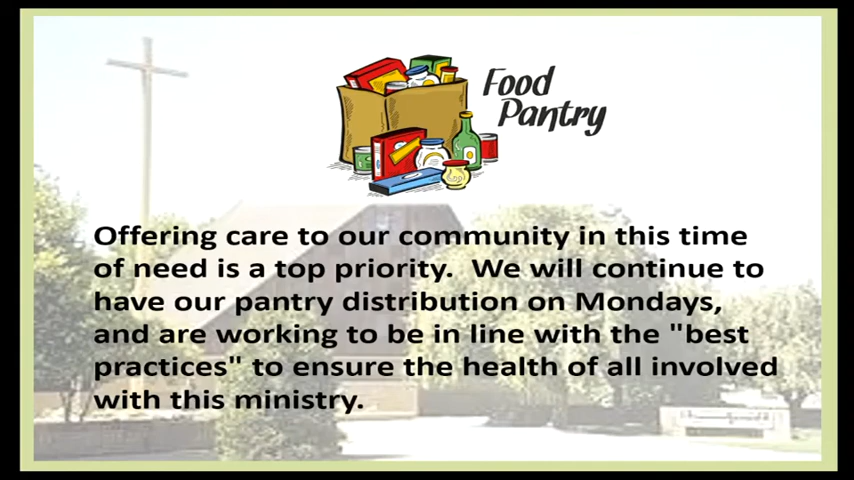 Food
Pantry
Offering care to our community in this time
of need is a top priority.  We will continue to
have our pantry distribution on Mondays,
and are working to be in line with the "best
practices" to ensure the health of all involved
with this ministry.